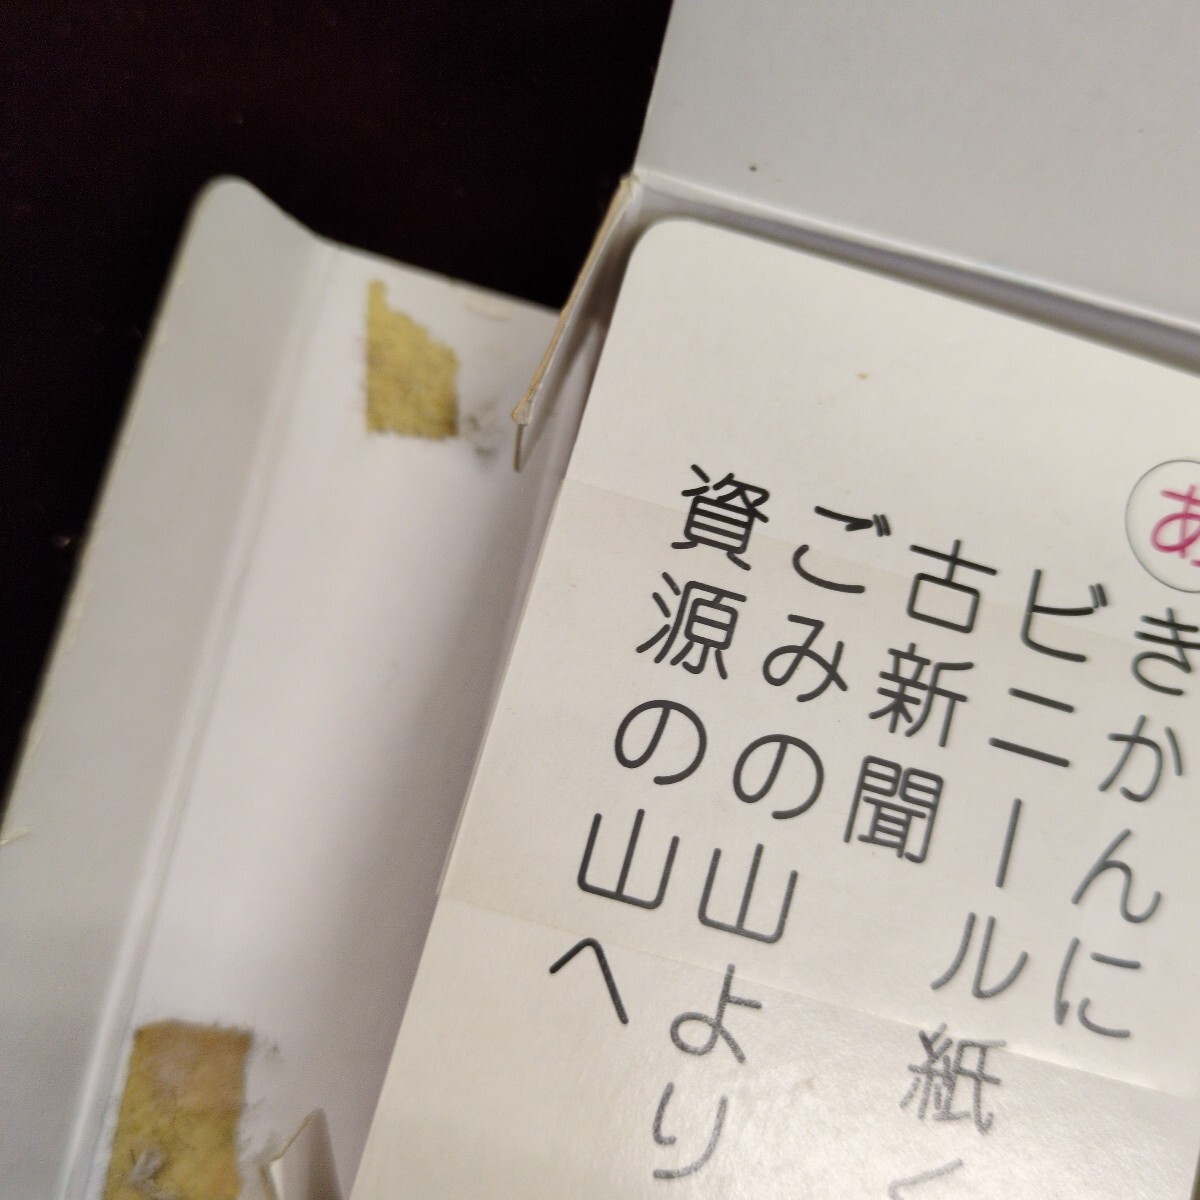 あ
きかんに
ビニール紙く
古新聞
ごみの山より
資源の山へ